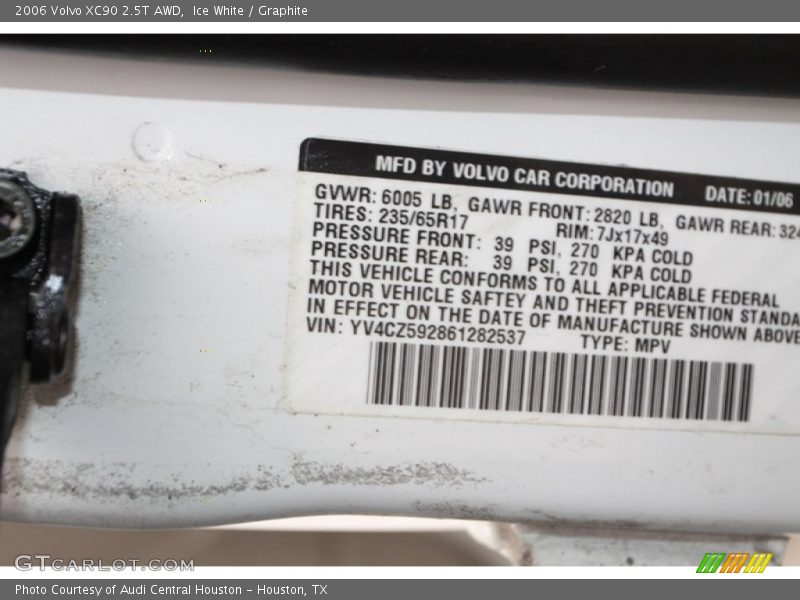 2006 Volvo XC90 2.5T AWD,  Ice White / Graphite
MFD BY VOLVO CAR CORPORATION DATE: 01/06
GVWR: 6005 LB, GAWR FRONT: 2820 LB, GAWR REAR: 324
TIRES: 235/65R17 RIM: 7Jx17x49
PRESSURE FRONT: 39 PSI, 270 KPA COLD
PRESSURE REAR: 39 PSI, 270 KPA COLD
THIS VEHICLE CONFORMS TO ALL APPLICABLE FEDERAL
MOTOR VEHICLE SAFTEY AND THEFT PREVENTION STANDA
IN EFFECT ON THE DATE OF MANUFACTURE SHOWN ABOVE
VIN: YV4CZ592861282537 TYPE: MPV
GTCARLOT.COM
Photo Courtesy of Audi Central Houston - Houston, TX